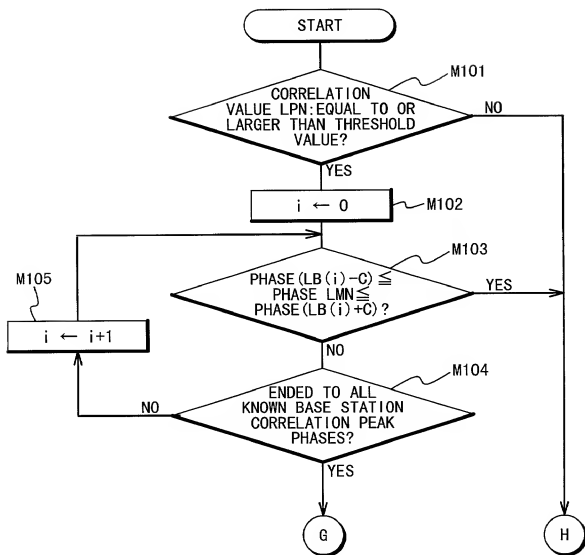 START
M101
CORRELATION
VALUE LPN:EQUAL TO OR
LARGER THAN THRESHOLD
VALUE?
NO
YES
i ← 0
M102
M103
PHASE(LB(i)-C) ≦
PHASE LMN≦
PHASE(LB(i)+C)?
YES
NO
M105
i ← i+1
M104
ENDED TO ALL
KNOWN BASE STATION
CORRELATION PEAK
PHASES?
NO
YES
G
H